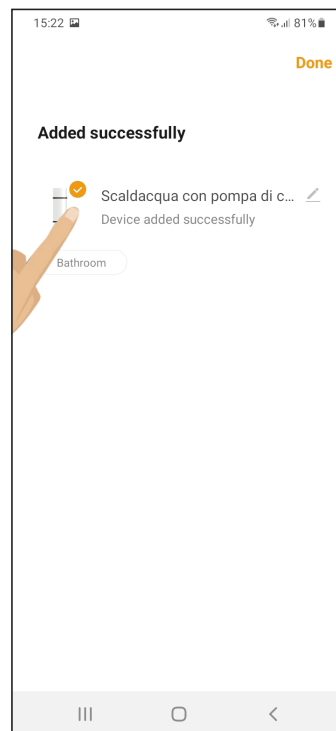 15:22 81%
Done
Added successfully
Scaldacqua con pompa di c...
Device added successfully
Bathroom